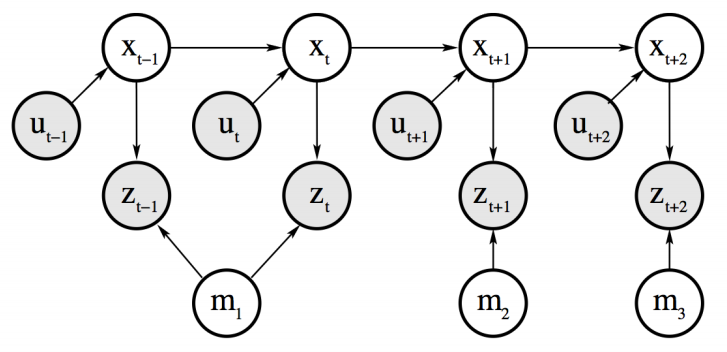 x_{t−1} x_t x_{t+1} x_{t+2}
u_{t−1} u_t u_{t+1} u_{t+2}
z_{t−1} z_t z_{t+1} z_{t+2}
m_1 m_2 m_3